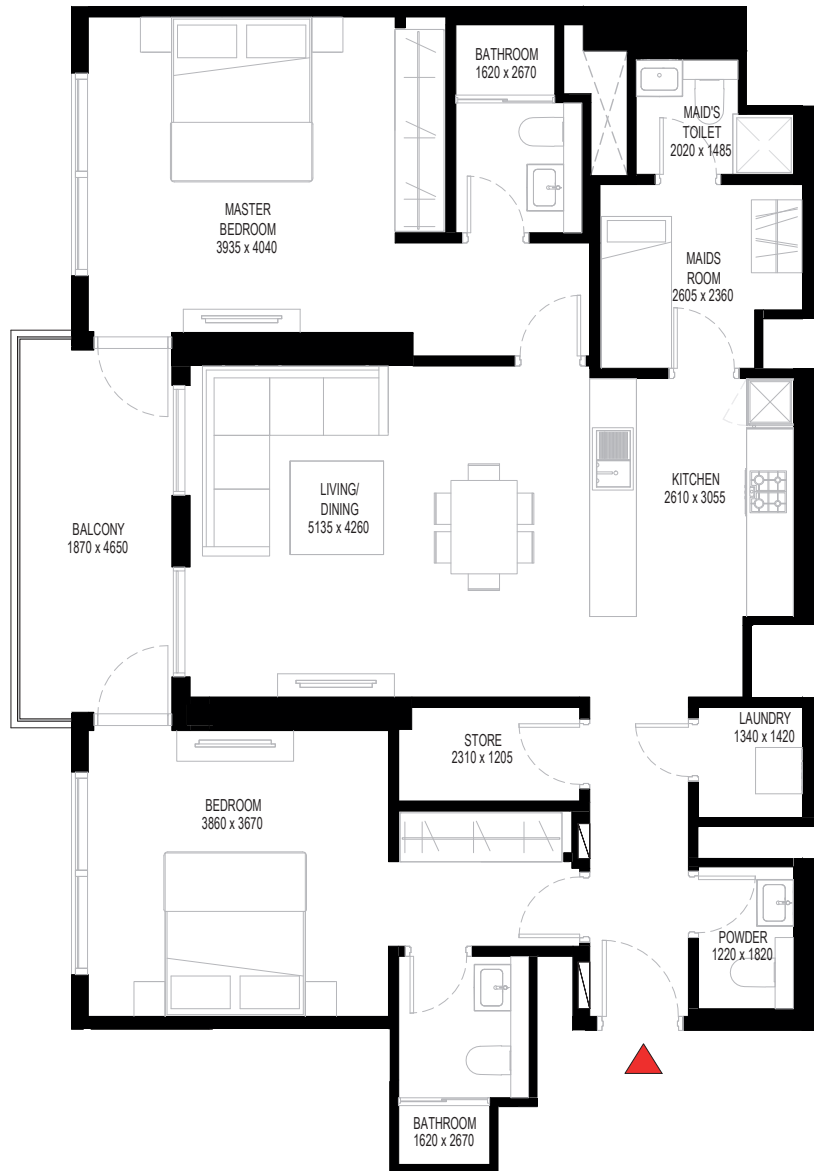 BATHROOM
1620 x 2670
MAID'S
TOILET
2020 x 1485
MASTER
BEDROOM
3935 x 4040
MAIDS
ROOM
2605 x 2360
LIVING/
DINING
5135 x 4260
KITCHEN
2610 x 3055
BALCONY
1870 x 4650
STORE
2310 x 1205
LAUNDRY
1340 x 1420
BEDROOM
3860 x 3670
POWDER
1220 x 1820
BATHROOM
1620 x 2670